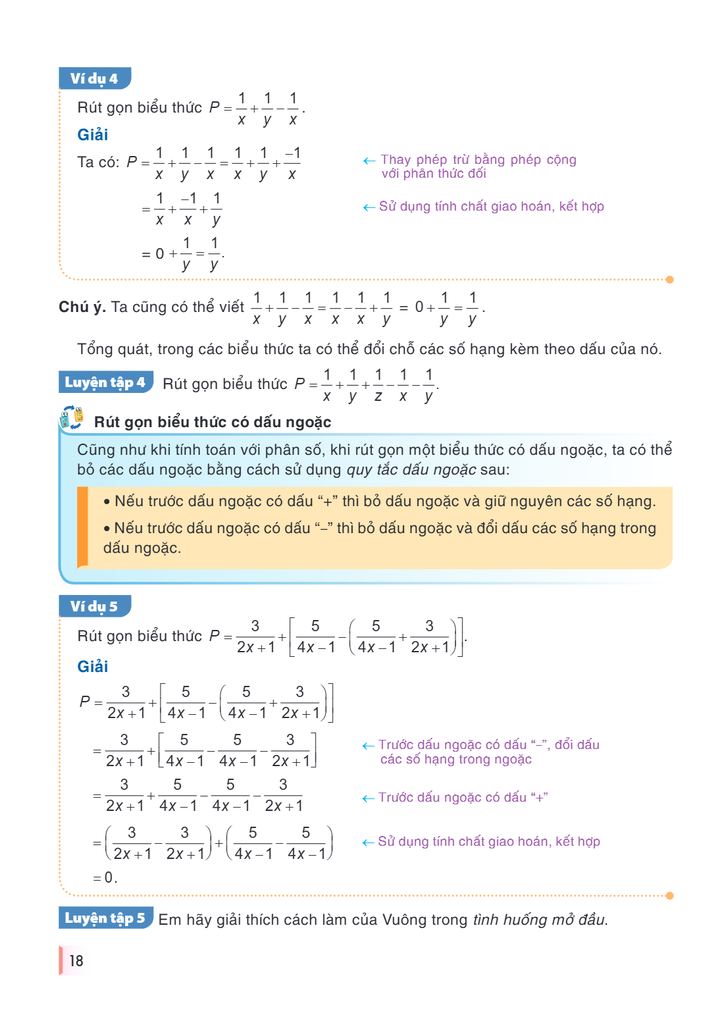 Ví dụ 4
Rút gọn biểu thức P = 1/x + 1/y − 1/x .
Giải
Ta có: P = 1/x + 1/y − 1/x = 1/x + 1/y + −1/x
← Thay phép trừ bằng phép cộng
với phân thức đối
= 1/x + −1/x + 1/y
← Sử dụng tính chất giao hoán, kết hợp
= 0 + 1/y = 1/y.
Chú ý. Ta cũng có thể viết 1/x + 1/y − 1/x = 1/x − 1/x + 1/y = 0 + 1/y = 1/y .
Tổng quát, trong các biểu thức ta có thể đổi chỗ các số hạng kèm theo dấu của nó.
Luyện tập 4 Rút gọn biểu thức P = 1/x + 1/y + 1/z − 1/x − 1/y.
Rút gọn biểu thức có dấu ngoặc
Cũng như khi tính toán với phân số, khi rút gọn một biểu thức có dấu ngoặc, ta có thể
bỏ các dấu ngoặc bằng cách sử dụng quy tắc dấu ngoặc sau:
• Nếu trước dấu ngoặc có dấu “+” thì bỏ dấu ngoặc và giữ nguyên các số hạng.
• Nếu trước dấu ngoặc có dấu “–” thì bỏ dấu ngoặc và đổi dấu các số hạng trong
dấu ngoặc.
Ví dụ 5
Rút gọn biểu thức P = 3/(2x + 1) + [5/(4x − 1) − (5/(4x − 1) + 3/(2x + 1))].
Giải
P = 3/(2x + 1) + [5/(4x − 1) − (5/(4x − 1) + 3/(2x + 1))]
= 3/(2x + 1) + [5/(4x − 1) − 5/(4x − 1) − 3/(2x + 1)]
← Trước dấu ngoặc có dấu “–”, đổi dấu
các số hạng trong ngoặc
= 3/(2x + 1) + 5/(4x − 1) − 5/(4x − 1) − 3/(2x + 1)
← Trước dấu ngoặc có dấu “+”
= (3/(2x + 1) − 3/(2x + 1)) + (5/(4x − 1) − 5/(4x − 1))
← Sử dụng tính chất giao hoán, kết hợp
= 0.
Luyện tập 5 Em hãy giải thích cách làm của Vuông trong tình huống mở đầu.
18